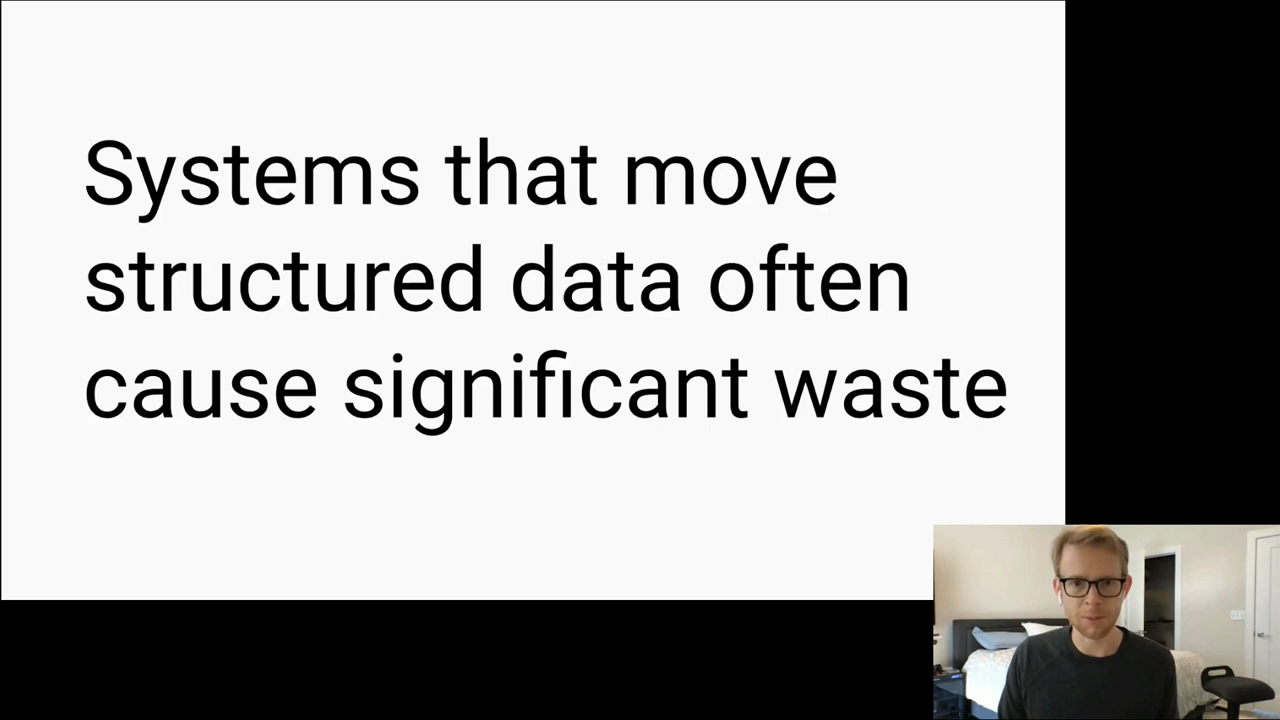 Systems that move
structured data often
cause significant waste